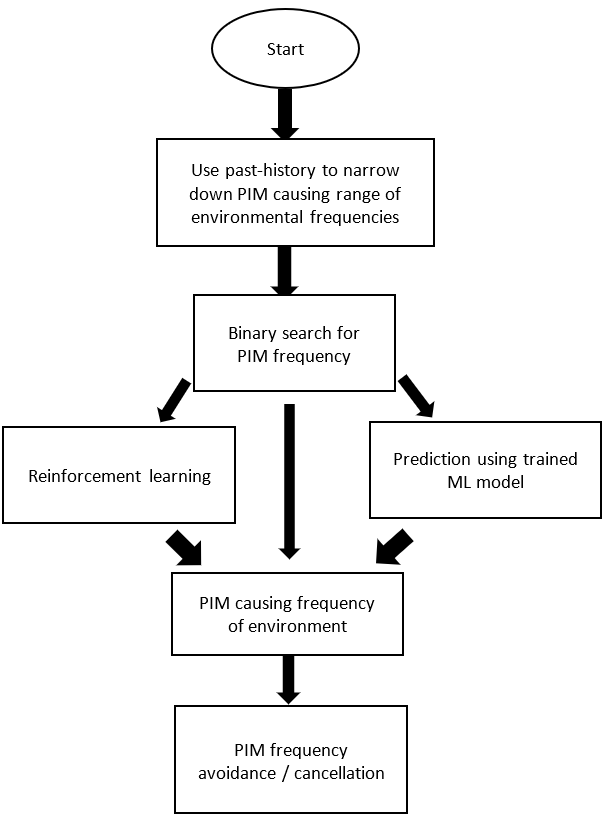 Start
Use past-history to narrow
down PIM causing range of
environmental frequencies
Binary search for
PIM frequency
Reinforcement learning
Prediction using trained
ML model
PIM causing frequency
of environment
PIM frequency
avoidance / cancellation